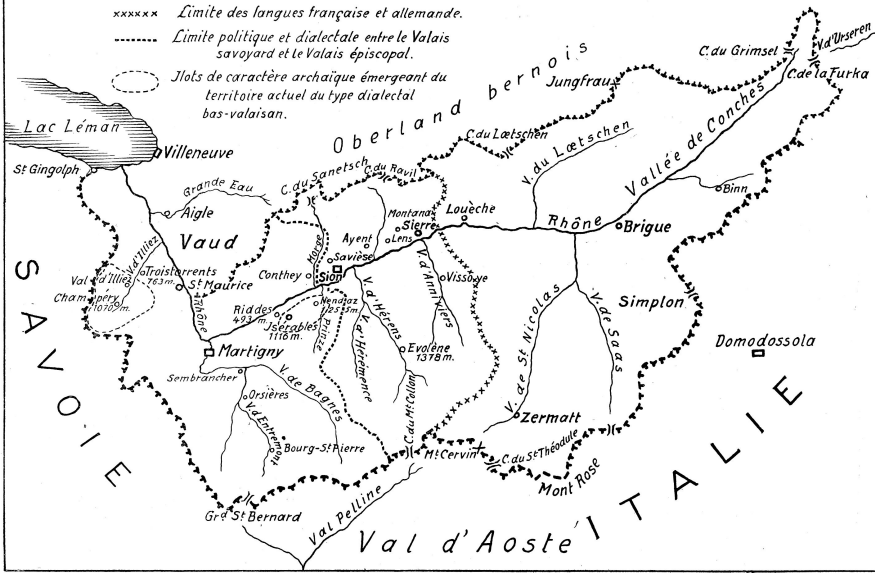 Limite des langues française et allemande.
Limite politique et dialectale entre le Valais
savoyard et le Valais épiscopal.
Ilots de caractère archaïque émergeant du
territoire actuel du type dialectal
bas-valaisan.
C. du Grimsel
V. d'Urseren
C. de la Furka
Oberland bernois
Jungfrau
Lac Léman
Villeneuve
St Gingolph
C. du Lœtschen
V. du Lœtschen
Vallée de Conches
Binn
Grande Eau
Aigle
C. du Sanetsch
C. du Ravil
Montana
Sierre
Louèche
Rhône
Brigue
Vaud
V. d'Illiez
Morge
Ayent
Lens
Savièse
Conthey
Sion
Val d'Illiez
Troistorrents
763 m.
St Maurice
Champéry
Rhône
Riddes
493 m.
Isérables
1116 m.
Nendaz
Printse
V. d'Hérens
V. d'Hérémence
V. d'Anniviers
Vissoye
Evolène
1378 m.
V. de St Nicolas
V. de Saas
Simplon
Domodossola
SAVOIE
Martigny
Sembrancher
Orsières
V. de Bagnes
V. d'Entremont
Bourg-St-Pierre
C. du Mt Collon
Mt Cervin
Zermatt
C. du St Théodule
Mont Rose
Grd St Bernard
Val Pelline
Val d'Aoste
ITALIE